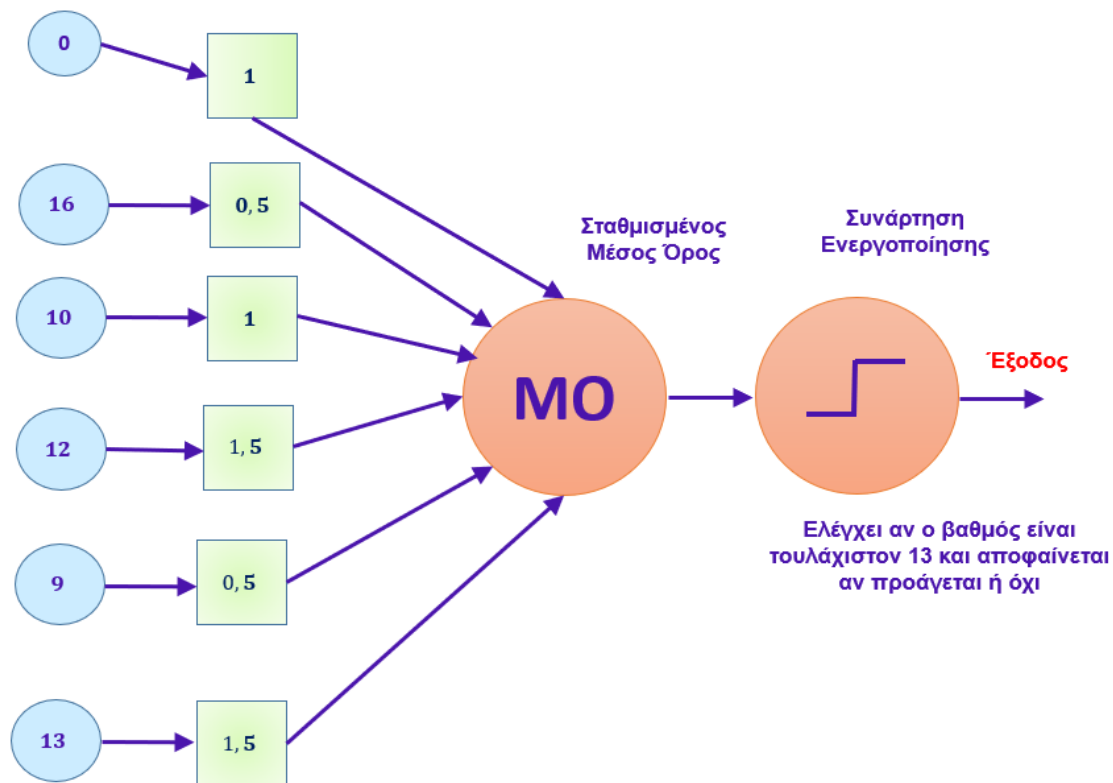 0
1
16
0,5
Σταθμισμένος
Μέσος Όρος
Συνάρτηση
Ενεργοποίησης
10
1
ΜΟ
Έξοδος
12
1,5
Ελέγχει αν ο βαθμός είναι
τουλάχιστον 13 και αποφαίνεται
αν προάγεται ή όχι
9
0,5
13
1,5